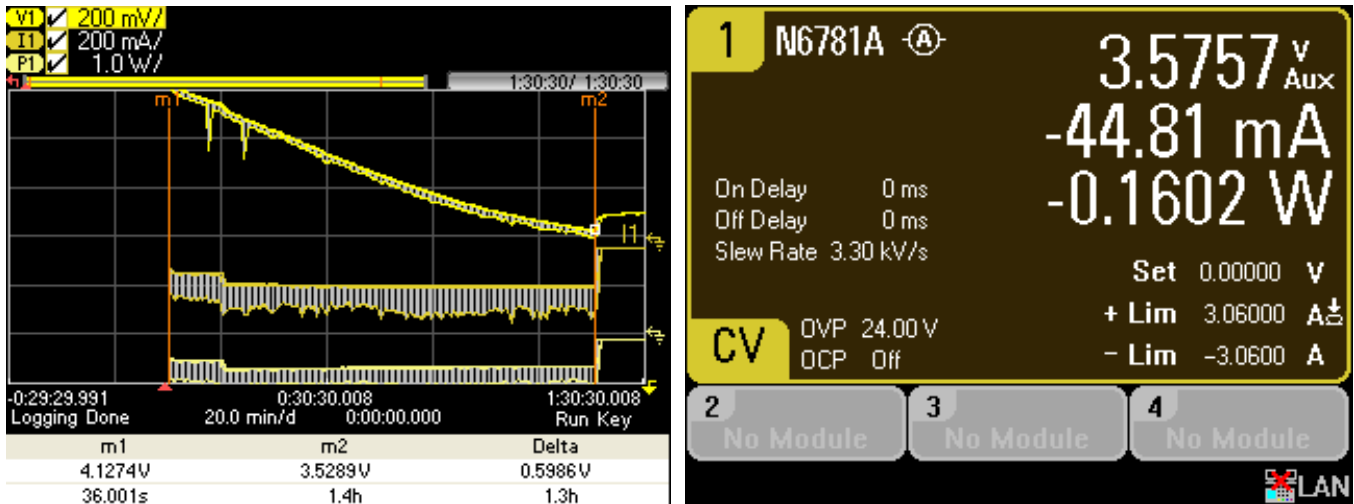 V1 200 mV/
I1 200 mA/
P1 1.0 W/
1:30:30/ 1:30:30
m1 m2
I1
-0:29:29.991 0:30:30.008 1:30:30.008
Logging Done 20.0 min/d 0:00:00.000 Run Key
m1 m2 Delta
4.1274V 3.5289V 0.5986V
36.001s 1.4h 1.3h
1 N6781A A
3.5757 V Aux
-44.81 mA
-0.1602 W
On Delay 0 ms
Off Delay 0 ms
Slew Rate 3.30 kV/s
Set 0.00000 V
+ Lim 3.06000 A
- Lim -3.0600 A
CV
OVP 24.00 V
OCP Off
2 No Module
3 No Module
4 No Module
LAN